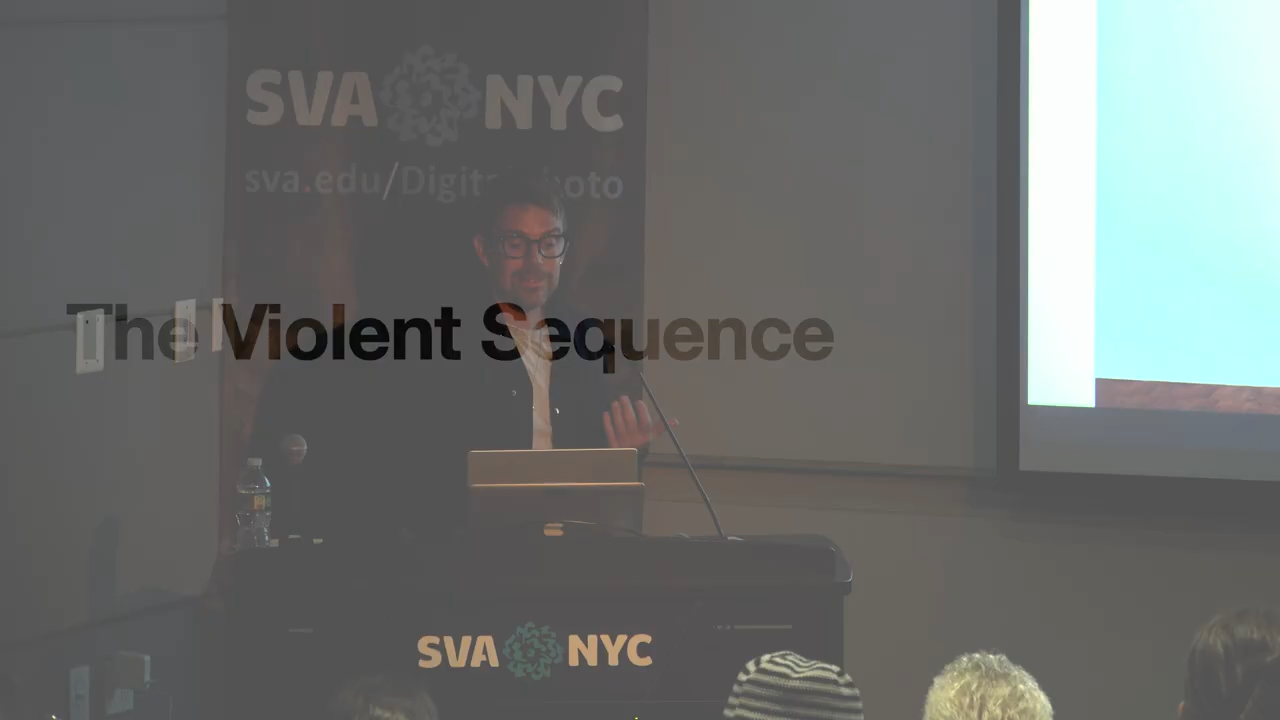 SVA NYC
sva.edu/Digit oto
The Violent Sequence
SVA NYC